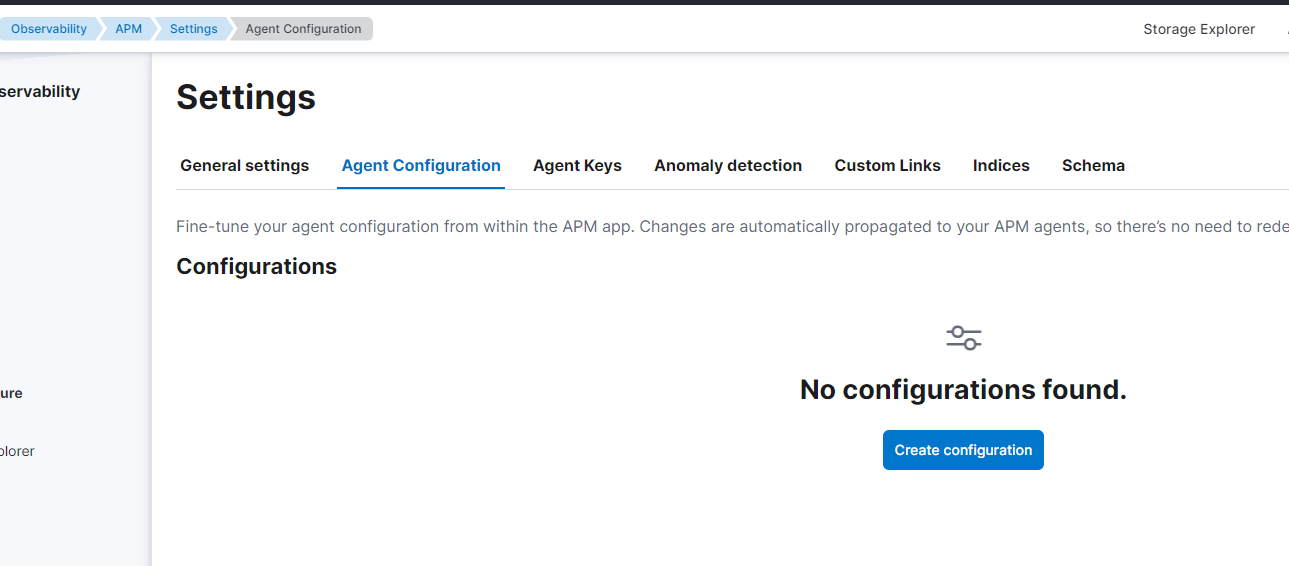 Observability APM Settings Agent Configuration Storage Explorer
servability
Settings
General settings Agent Configuration Agent Keys Anomaly detection Custom Links Indices Schema
Fine-tune your agent configuration from within the APM app. Changes are automatically propagated to your APM agents, so there's no need to rede
Configurations
No configurations found.
ure
Create configuration
plorer